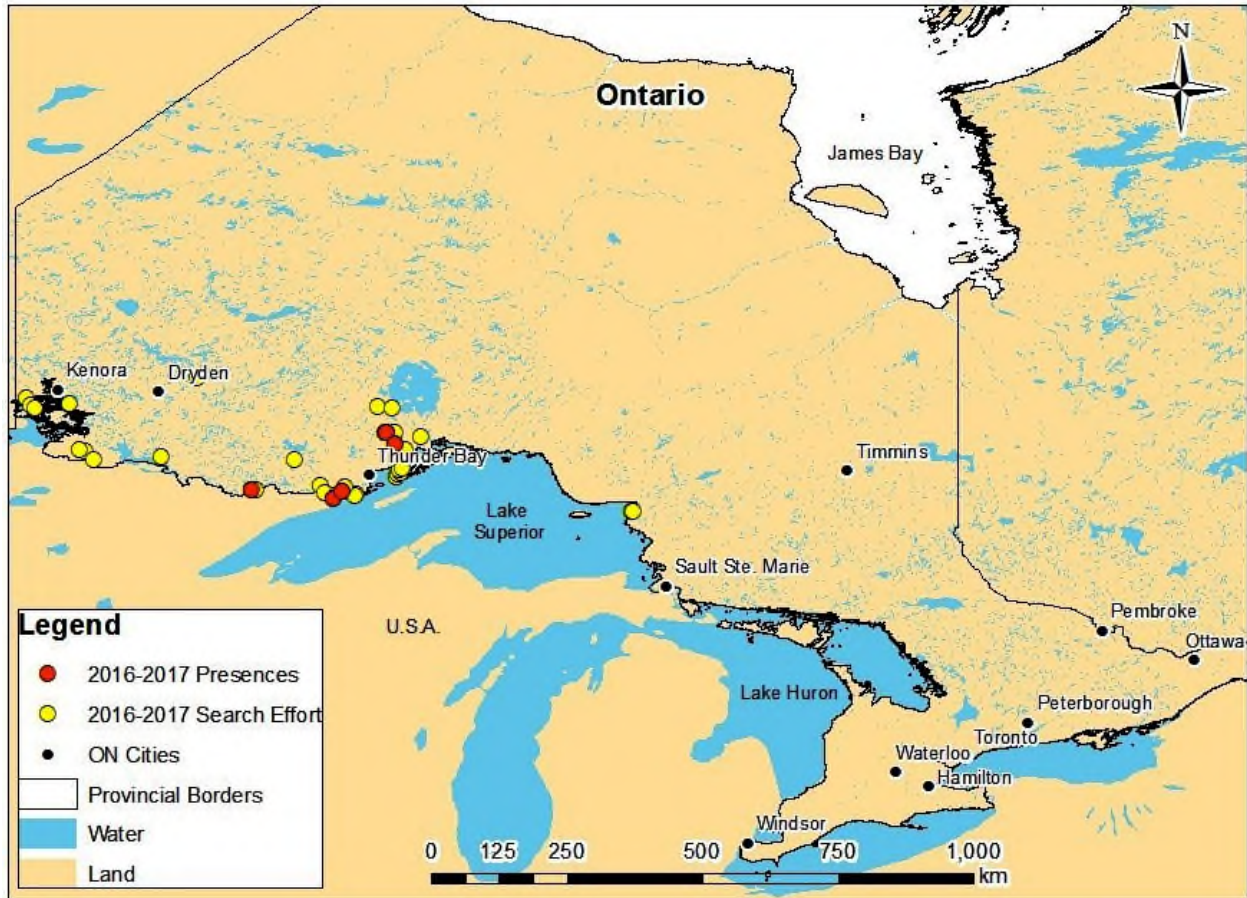 N
Ontario
James Bay
Kenora
Dryden
Thunder Bay
Timmins
Lake
Superior
Sault Ste. Marie
Pembroke
U.S.A.
Ottawa
Lake Huron
Peterborough
Toronto
Waterloo
Hamilton
Windsor
Legend
2016-2017 Presences
2016-2017 Search Effort
ON Cities
Provincial Borders
Water
Land
0 125 250 500 750 1,000
km